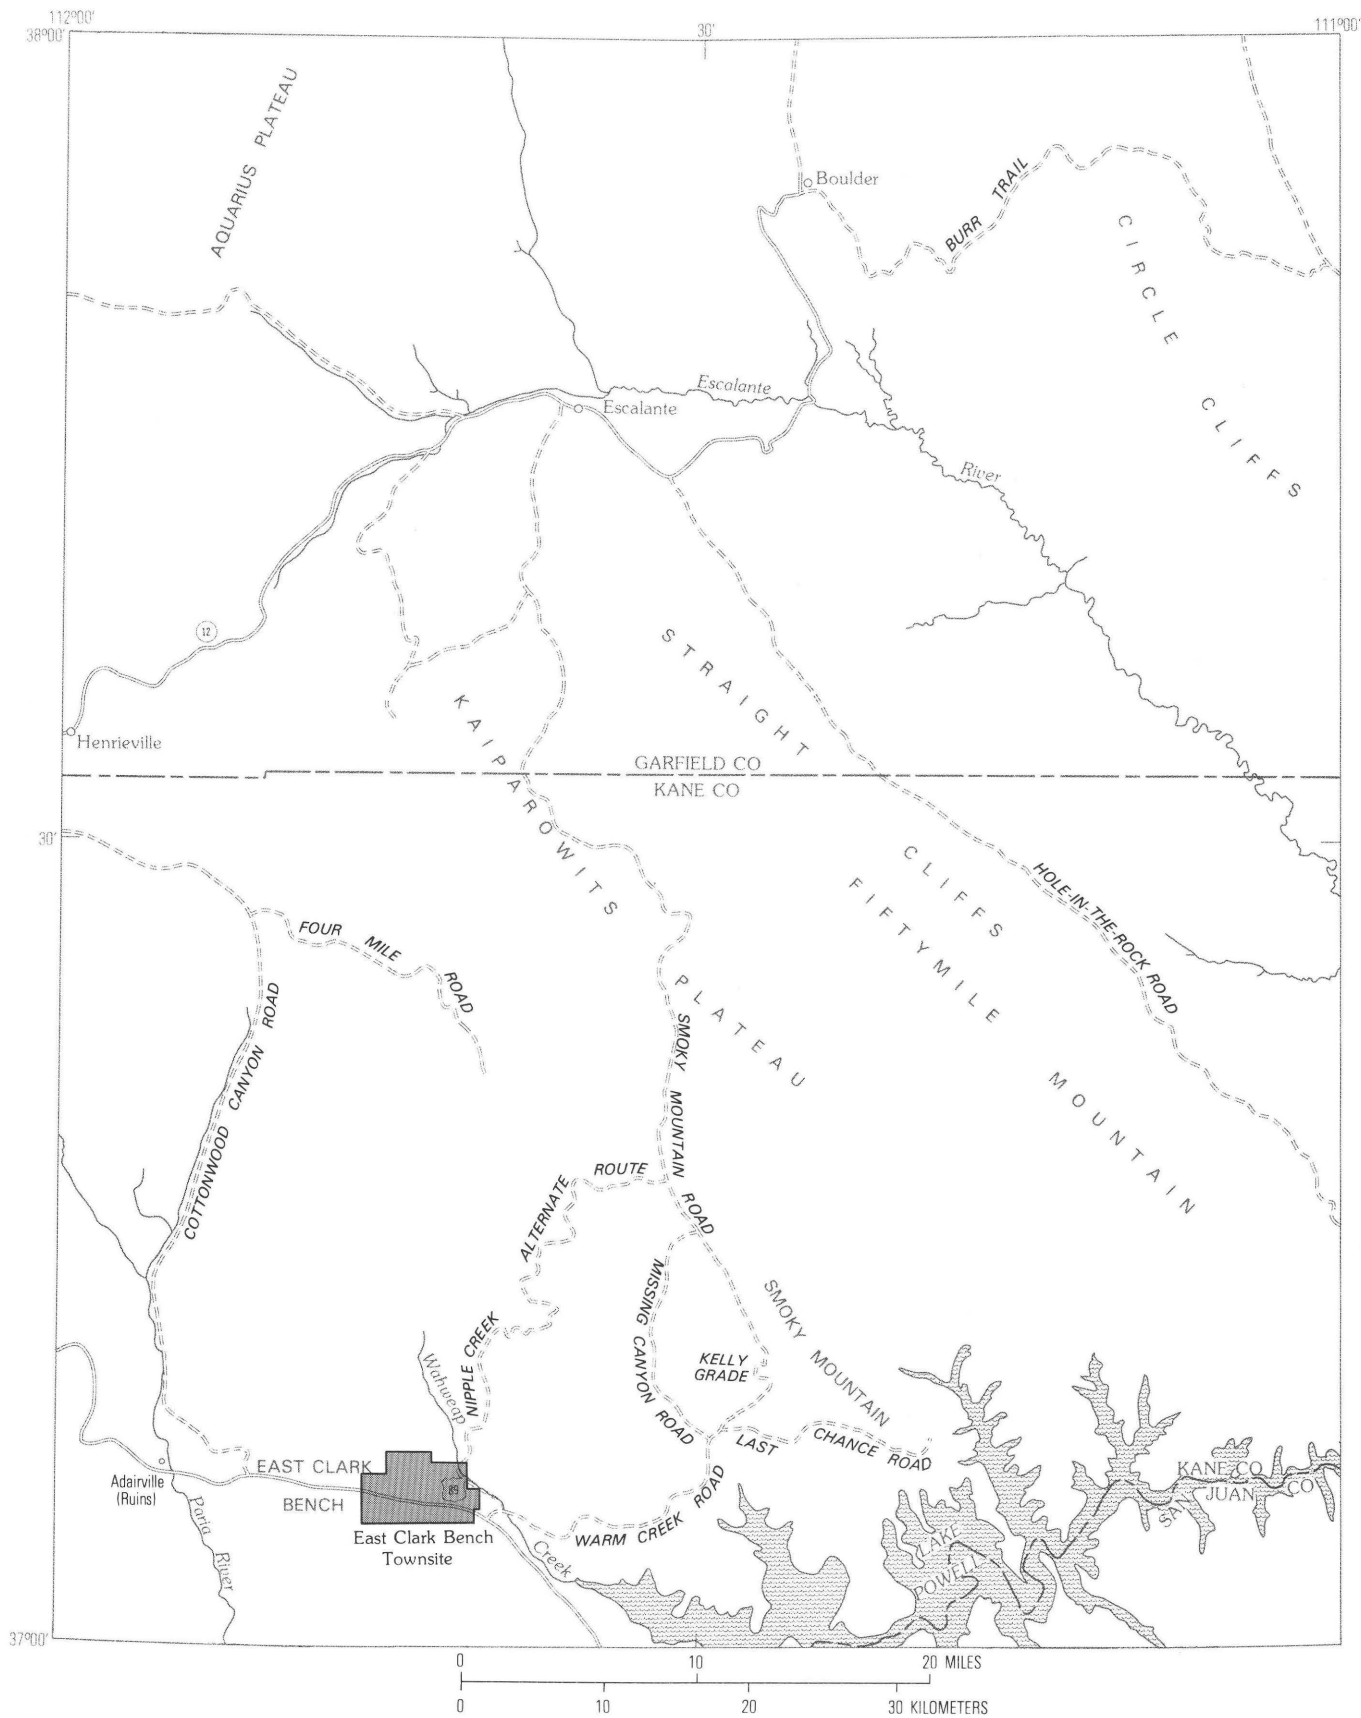 112°00'
38°00'
30'
111°00'
AQUARIUS PLATEAU
Boulder
BURR TRAIL
CIRCLE CLIFFS
Escalante
Escalante
River
12
STRAIGHT
KAIPAROWITS
Henrieville
GARFIELD CO
KANE CO
30'
CLIFFS
FIFTYMILE
HOLE-IN-THE-ROCK ROAD
FOUR MILE ROAD
PLATEAU
COTTONWOOD CANYON ROAD
SMOKY MOUNTAIN ROAD
MOUNTAIN
ALTERNATE ROUTE
MISSING CANYON ROAD
SMOKY MOUNTAIN
NIPPLE CREEK
Wahweap
KELLY
GRADE
LAST CHANCE ROAD
EAST CLARK
BENCH
Adairville
(Ruins)
89
KANE CO
SAN JUAN CO
Paria
River
East Clark Bench
Townsite
WARM CREEK ROAD
Creek
LAKE
POWELL
37°00'
0 10 20 MILES
0 10 20 30 KILOMETERS